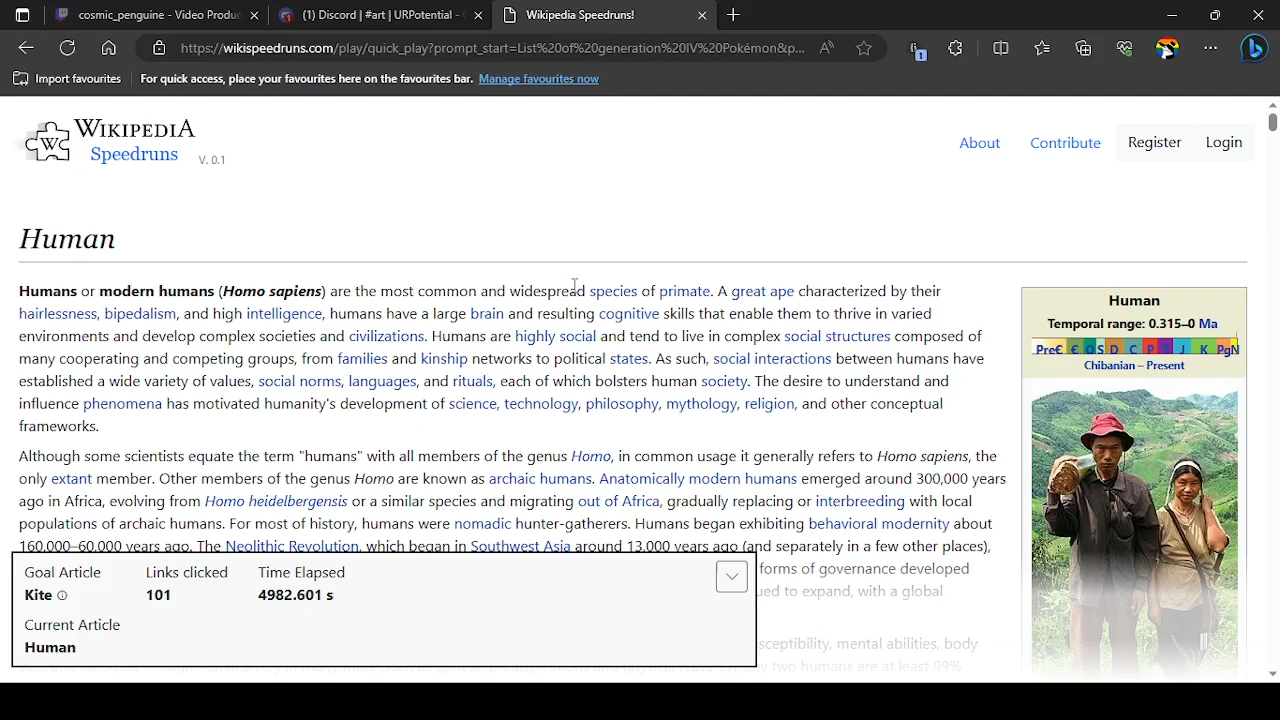 cosmic_penguine - Video Produc
(1) Discord | #art | URPotential -
Wikipedia Speedruns!
https://wikispeedruns.com/play/quick_play?prompt_start=List%20of%20generation%20IV%20Pokémon&p...
1
Import favourites
For quick access, place your favourites here on the favourites bar. Manage favourites now
W
WIKIPEDIA
Speedruns
V. 0.1
About
Contribute
Register
Login
Human
Humans or modern humans (Homo sapiens) are the most common and widespread species of primate. A great ape characterized by their
hairlessness, bipedalism, and high intelligence, humans have a large brain and resulting cognitive skills that enable them to thrive in varied
environments and develop complex societies and civilizations. Humans are highly social and tend to live in complex social structures composed of
many cooperating and competing groups, from families and kinship networks to political states. As such, social interactions between humans have
established a wide variety of values, social norms, languages, and rituals, each of which bolsters human society. The desire to understand and
influence phenomena has motivated humanity's development of science, technology, philosophy, mythology, religion, and other conceptual
frameworks.
Although some scientists equate the term "humans" with all members of the genus Homo, in common usage it generally refers to Homo sapiens, the
only extant member. Other members of the genus Homo are known as archaic humans. Anatomically modern humans emerged around 300,000 years
ago in Africa, evolving from Homo heidelbergensis or a similar species and migrating out of Africa, gradually replacing or interbreeding with local
populations of archaic humans. For most of history, humans were nomadic hunter-gatherers. Humans began exhibiting behavioral modernity about
160,000–60,000 years ago. The Neolithic Revolution, which began in Southwest Asia around 13,000 years ago (and separately in a few other places),
forms of governance developed
ued to expand, with a global
sceptibility, mental abilities, body
two humans are at least 99%
Human
Temporal range: 0.315–0 Ma
PreꞒ Ꞓ O S D C P T J K PgN
Chibanian – Present
Goal Article
Kite
Links clicked
101
Time Elapsed
4982.601 s
Current Article
Human